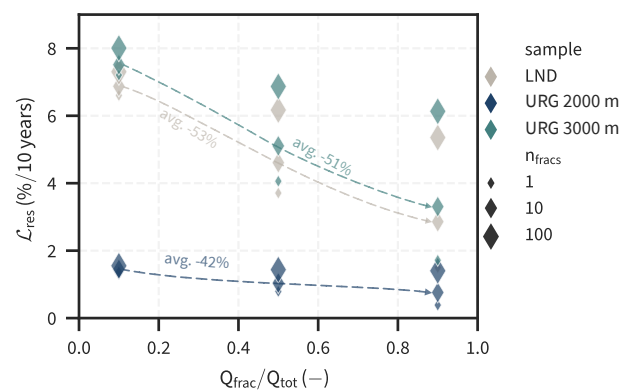 8
6
4
2
0
ℒres (%/10 years)
0.0
0.2
0.4
0.6
0.8
1.0
Qfrac/Qtot (−)
avg. -53%
avg. -51%
avg. -42%
sample
LND
URG 2000 m
URG 3000 m
nfracs
1
10
100